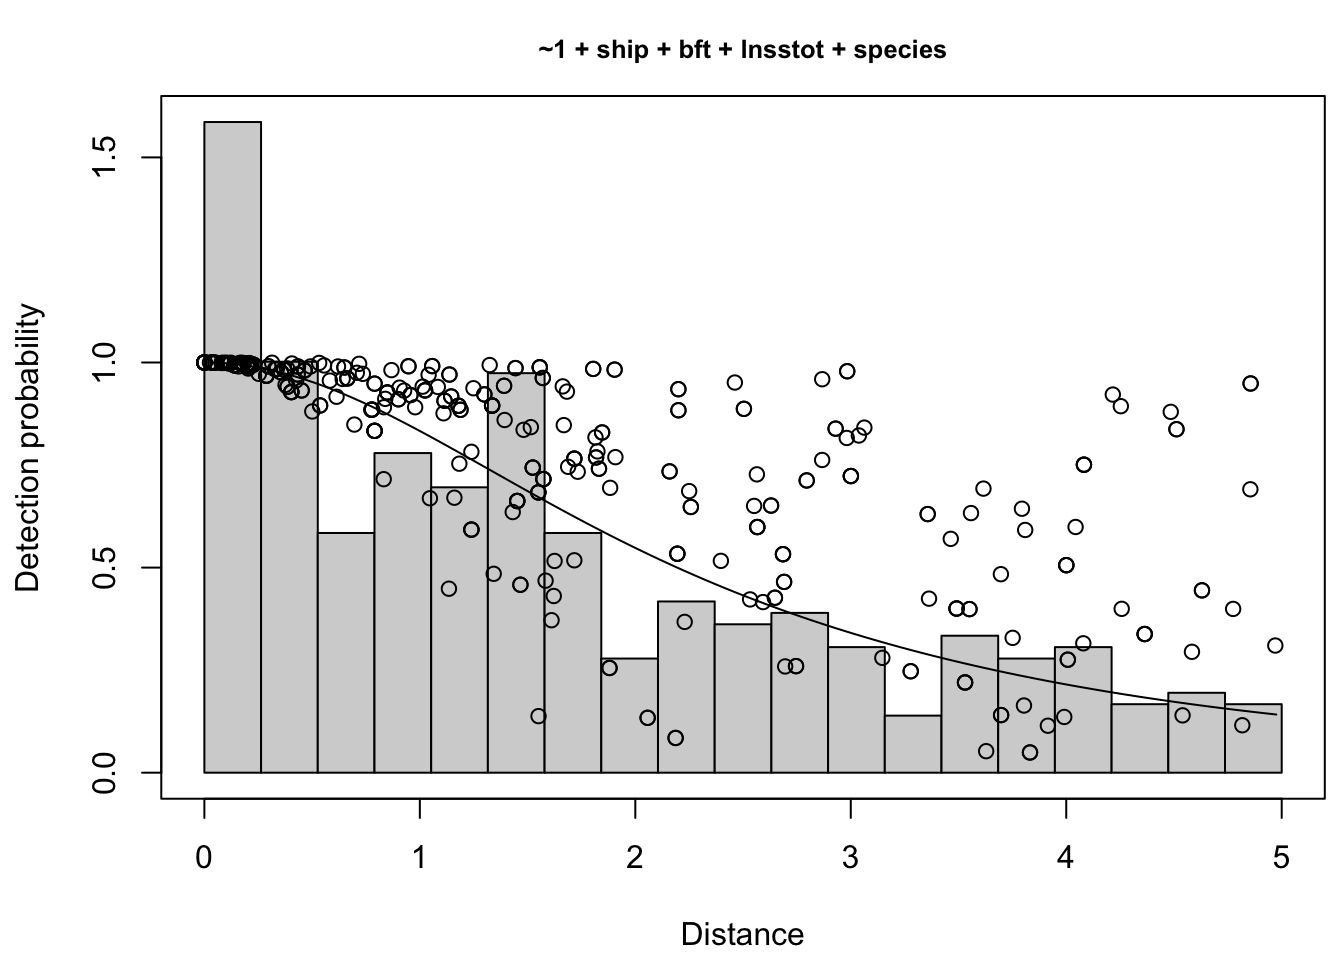 ~1 + ship + bft + lnsstot + species
Detection probability
1.5
1.0
0.5
0.0
0 1 2 3 4 5
Distance